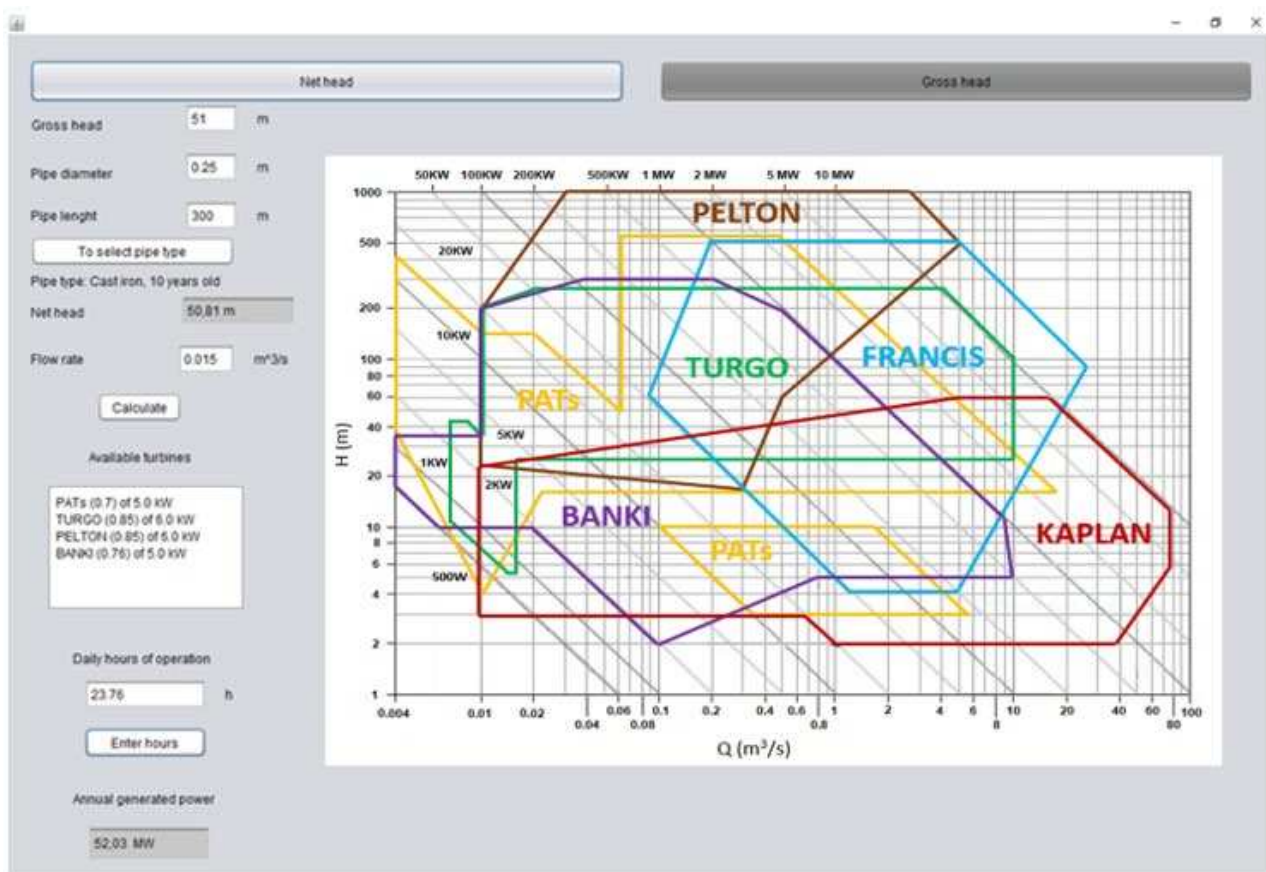 Net head
Gross head
Gross head 51 m
Pipe diameter 0.25 m
Pipe lenght 300 m
To select pipe type
Pipe type: Cast iron, 10 years old
Net head 50,81 m
Flow rate 0.015 m^3/s
Calculate
Available turbines
PATs (0.7) of 5.0 kW
TURGO (0.85) of 6.0 kW
PELTON (0.85) of 6.0 kW
BANKI (0.76) of 5.0 kW
Daily hours of operation
23.76 h
Enter hours
Annual generated power
52,03 MW
50KW 100KW 200KW 500KW 1 MW 2 MW 5 MW 10 MW
1000
PELTON
500
20KW
200
10KW
100
TURGO
FRANCIS
80
60
PATs
40
5KW
1KW
20
2KW
BANKI
KAPLAN
10
PATs
8
6
500W
4
2
1
H (m)
0.004 0.01 0.02 0.04 0.06 0.08 0.1 0.2 0.4 0.6 0.8 1 2 4 6 8 10 20 40 60 80 100
Q (m³/s)